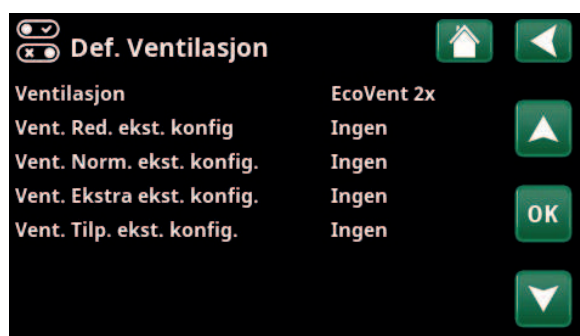 Def. Ventilasjon
Ventilasjon EcoVent 2x
Vent. Red. ekst. konfig Ingen
Vent. Norm. ekst. konfig. Ingen
Vent. Ekstra ekst. konfig. Ingen
Vent. Tilp. ekst. konfig. Ingen
OK